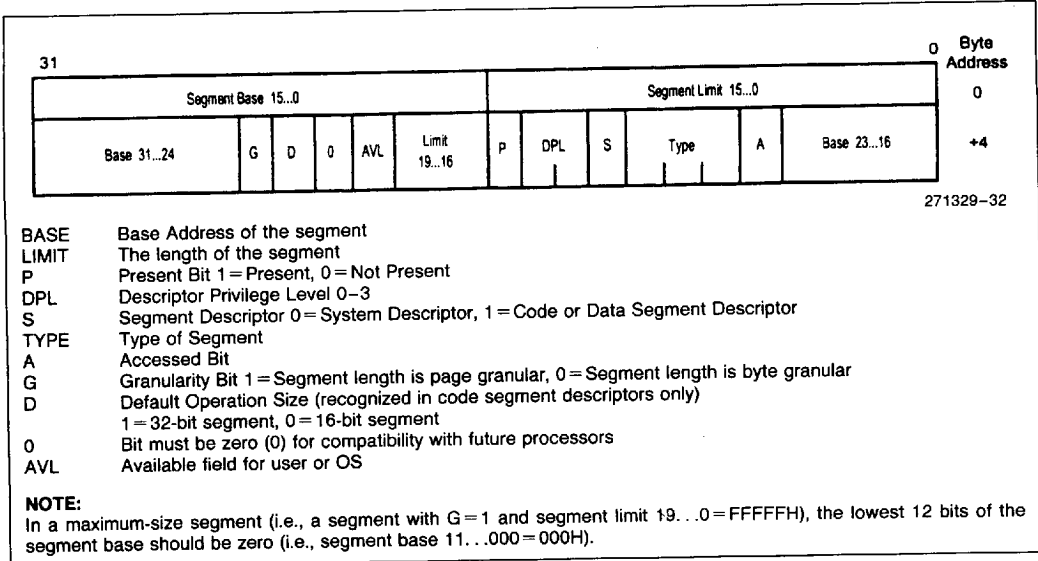 31 0 Byte Address
Segment Base 15...0 Segment Limit 15...0 0
Base 31...24 G D 0 AVL Limit 19...16 P DPL S Type A Base 23...16 +4
271329–32
BASE Base Address of the segment
LIMIT The length of the segment
P Present Bit 1=Present, 0=Not Present
DPL Descriptor Privilege Level 0–3
S Segment Descriptor 0=System Descriptor, 1=Code or Data Segment Descriptor
TYPE Type of Segment
A Accessed Bit
G Granularity Bit 1=Segment length is page granular, 0=Segment length is byte granular
D Default Operation Size (recognized in code segment descriptors only)
1=32-bit segment, 0=16-bit segment
0 Bit must be zero (0) for compatibility with future processors
AVL Available field for user or OS
NOTE:
In a maximum-size segment (i.e., a segment with G=1 and segment limit 19...0=FFFFFH), the lowest 12 bits of the
segment base should be zero (i.e., segment base 11...000=000H).